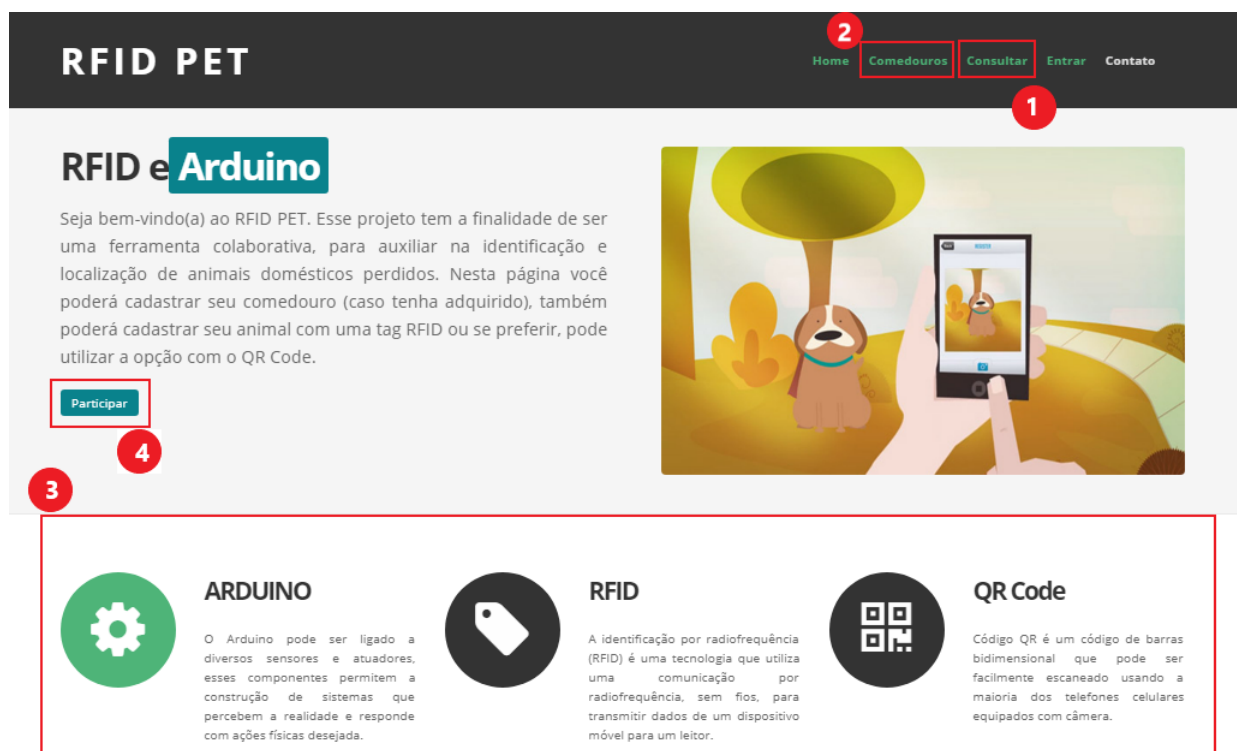 RFID PET
2
Home Comedouros Consultar Entrar Contato
1
RFID e Arduino
Seja bem-vindo(a) ao RFID PET. Esse projeto tem a finalidade de ser
uma ferramenta colaborativa, para auxiliar na identificação e
localização de animais domésticos perdidos. Nesta página você
poderá cadastrar seu comedouro (caso tenha adquirido), também
poderá cadastrar seu animal com uma tag RFID ou se preferir, pode
utilizar a opção com o QR Code.
Participar
4
3
ARDUINO
O Arduino pode ser ligado a
diversos sensores e atuadores,
esses componentes permitem a
construção de sistemas que
percebem a realidade e responde
com ações físicas desejada.
RFID
A identificação por radiofrequência
(RFID) é uma tecnologia que utiliza
uma comunicação por
radiofrequência, sem fios, para
transmitir dados de um dispositivo
móvel para um leitor.
QR Code
Código QR é um código de barras
bidimensional que pode ser
facilmente escaneado usando a
maioria dos telefones celulares
equipados com câmera.